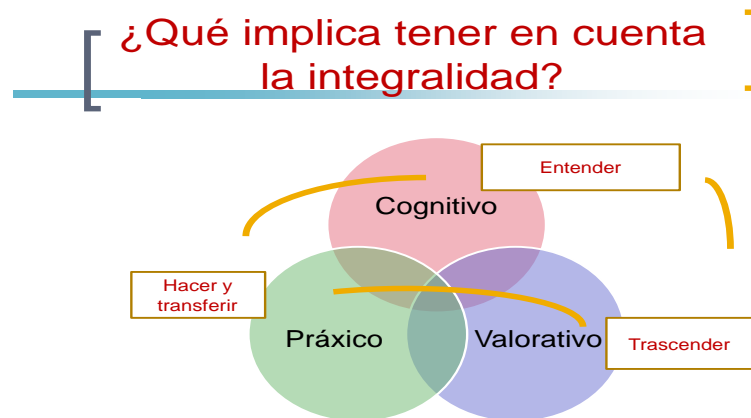 ¿Qué implica tener en cuenta
la integralidad?
Entender
Cognitivo
Hacer y
transferir
Práxico
Valorativo
Trascender